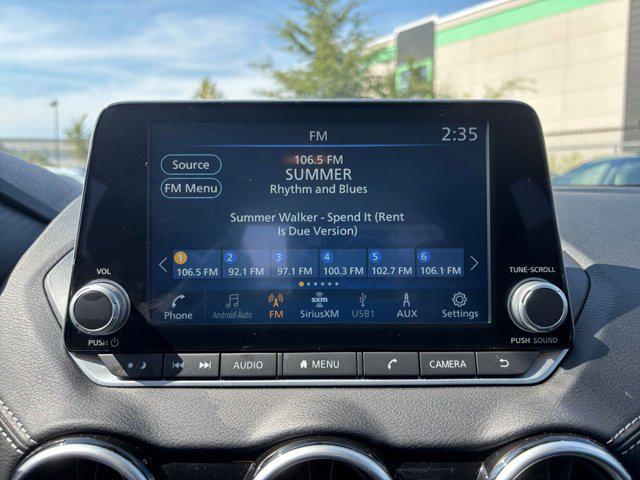 FM 2:35
106.5 FM
Source SUMMER
FM Menu Rhythm and Blues
Summer Walker - Spend It (Rent
Is Due Version)
1 2 3 4 5 6
106.5 FM 92.1 FM 97.1 FM 100.3 FM 102.7 FM 106.1 FM
VOL TUNE·SCROLL
sxm
Phone Android Auto FM SiriusXM USB1 AUX Settings
PUSH PUSH SOUND
AUDIO MENU CAMERA